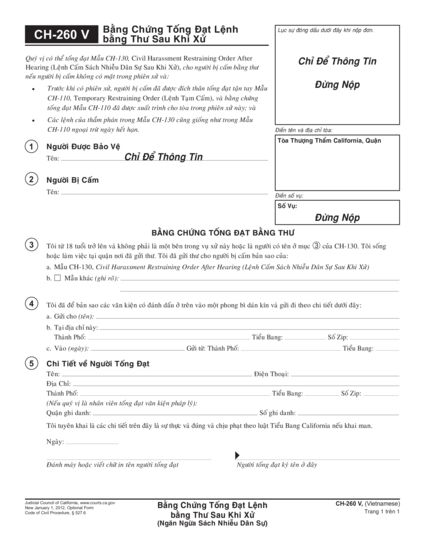 CH-260 V
Bằng Chứng Tống Đạt Lệnh
bằng Thư Sau Khi Xử
Lục sự đóng dấu dưới đây khi nộp đơn.
Chỉ Để Thông Tin
Đừng Nộp
Quý vị có thể tống đạt Mẫu CH-130, Civil Harassment Restraining Order After
Hearing (Lệnh Cấm Sách Nhiễu Dân Sự Sau Khi Xử), cho người bị cấm bằng thư
nếu người bị cấm không có mặt trong phiên xử và:
• Trước khi có phiên xử, người bị cấm đã được đích thân tống đạt tận tay Mẫu
CH-110, Temporary Restraining Order (Lệnh Tạm Cấm), và bằng chứng
tống đạt Mẫu CH-110 đã được xuất trình cho tòa trong phiên xử này; và
• Các lệnh của thẩm phán trong Mẫu CH-130 cũng giống như trong Mẫu
CH-110 ngoại trừ ngày hết hạn.
Điền tên và địa chỉ tòa:
Tòa Thượng Thẩm California, Quận
1 Người Được Bảo Vệ
Tên: Chỉ Để Thông Tin
2 Người Bị Cấm
Tên:
Điền số vụ:
Số Vụ:
Đừng Nộp
BẰNG CHỨNG TỐNG ĐẠT BẰNG THƯ
3 Tôi từ 18 tuổi trở lên và không phải là một bên trong vụ xử này hoặc là người có tên ở mục 3 của CH-130. Tôi sống
hoặc làm việc tại quận nơi đã gửi thư. Tôi đã gửi thư cho người bị cấm bản sao của:
a. Mẫu CH-130, Civil Harassment Restraining Order After Hearing (Lệnh Cấm Sách Nhiễu Dân Sự Sau Khi Xử)
b. ☐ Mẫu khác (ghi rõ):
4 Tôi đã để bản sao các văn kiện có đánh dấu ở trên vào một phong bì dán kín và gửi đi theo chi tiết dưới đây:
a. Gửi cho (tên):
b. Tại địa chỉ này:
Thành Phố: Tiểu Bang: Số Zip:
c. Vào (ngày): Gửi từ: Thành Phố: Tiểu Bang:
5 Chi Tiết về Người Tống Đạt
Tên: Điện Thoại:
Địa Chỉ:
Thành Phố: Tiểu Bang: Số Zip:
(Nếu quý vị là nhân viên tống đạt văn kiện pháp lý):
Quận ghi danh: Số ghi danh:
Tôi tuyên khai là các chi tiết trên đây là sự thực và đúng và chịu phạt theo luật Tiểu Bang California nếu khai man.
Ngày:
Đánh máy hoặc viết chữ in tên người tống đạt
Người tống đạt ký tên ở đây
Judicial Council of California, www.courts.ca.gov
New January 1, 2012, Optional Form
Code of Civil Procedure, § 527.6
Bằng Chứng Tống Đạt Lệnh
bằng Thư Sau Khi Xử
(Ngăn Ngừa Sách Nhiễu Dân Sự)
CH-260 V, (Vietnamese)
Trang 1 trên 1